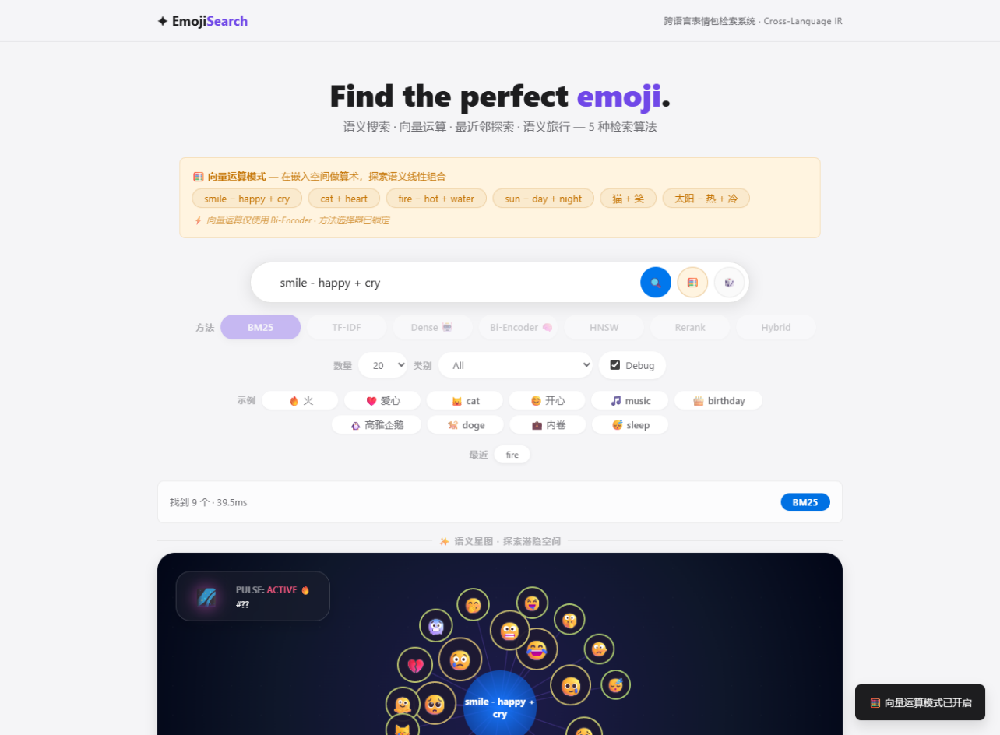 ✦ EmojiSearch
跨语言表情包检索系统 · Cross-Language IR
Find the perfect emoji.
语义搜索 · 向量运算 · 最近邻探索 · 语义旅行 — 5 种检索算法
🧮 向量运算模式 — 在嵌入空间做算术，探索语义线性组合
smile − happy + cry cat + heart fire − hot + water sun − day + night 猫 + 笑 太阳 − 热 + 冷
⚡ 向量运算仅使用 Bi-Encoder · 方法选择器已锁定
smile - happy + cry
方法 BM25 TF-IDF Dense Bi-Encoder 🧠 HNSW Rerank Hybrid
数量 20 类别 All Debug
示例 🔥 火 💗 爱心 😺 cat 😊 开心 🎵 music 🎂 birthday
🐧 高雅企鹅 🐕 doge 💼 内卷 😴 sleep
最近 fire
找到 9 个 · 39.5ms
BM25
✨ 语义星图 · 探索潜隐空间
PULSE: ACTIVE 🔥
#??
smile - happy +
cry
🧮 向量运算模式已开启